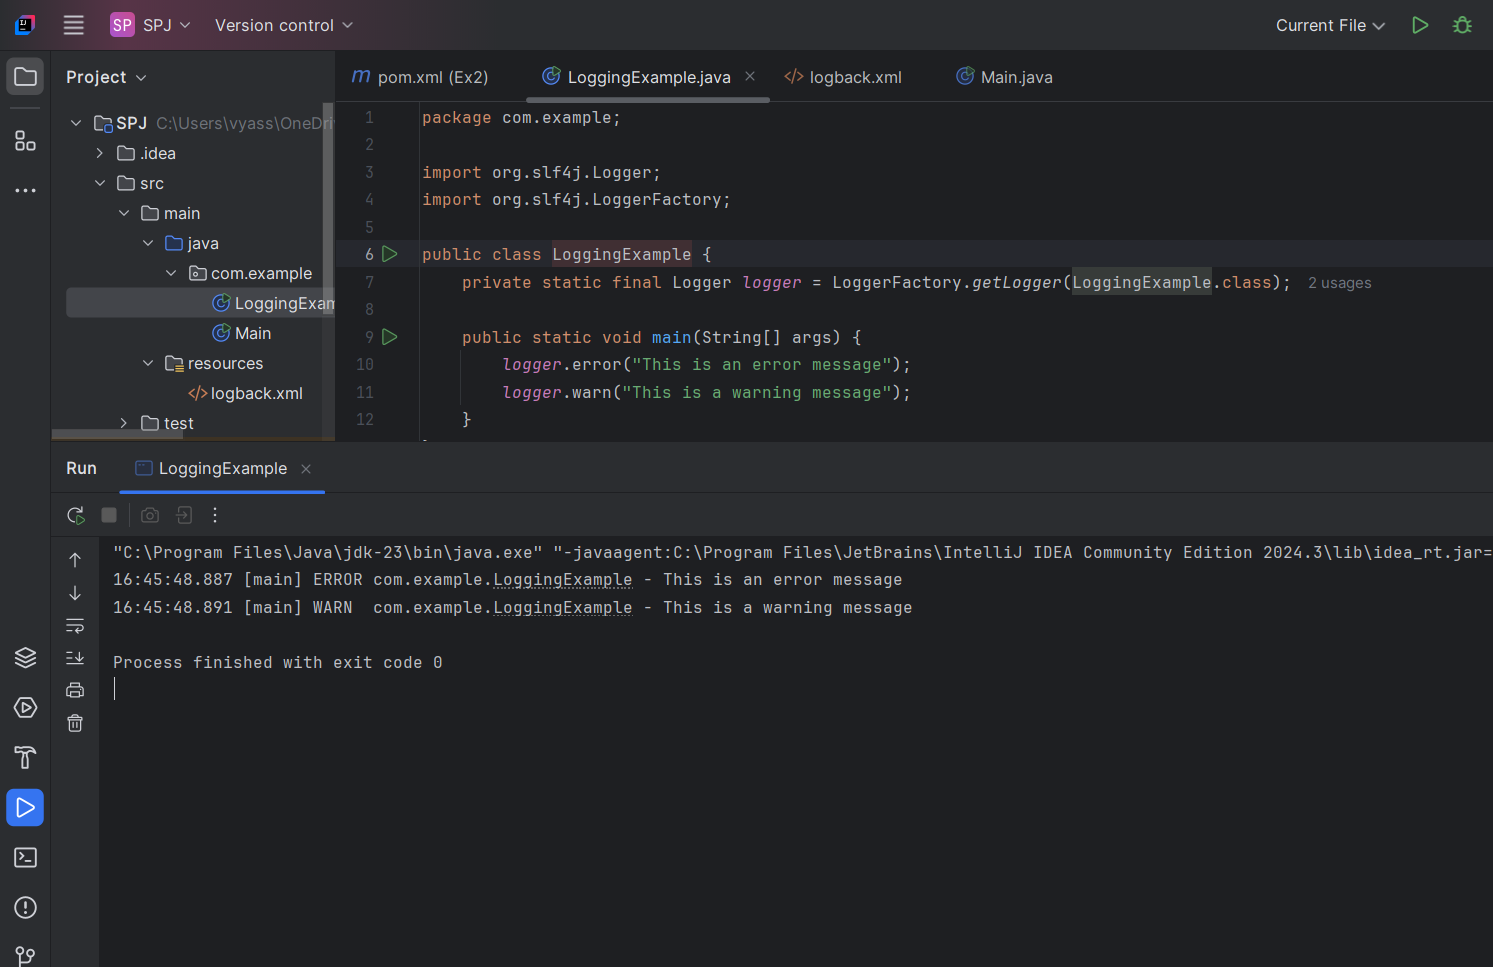 SP SPJ Version control Current File
Project
pom.xml (Ex2) LoggingExample.java logback.xml Main.java
SPJ C:\Users\vyass\OneDri
.idea
src
main
java
com.example
LoggingExam
Main
resources
logback.xml
test
1 package com.example;
2
3 import org.slf4j.Logger;
4 import org.slf4j.LoggerFactory;
5
6 public class LoggingExample {
7 private static final Logger logger = LoggerFactory.getLogger(LoggingExample.class); 2 usages
8
9 public static void main(String[] args) {
10 logger.error("This is an error message");
11 logger.warn("This is a warning message");
12 }
Run LoggingExample
"C:\Program Files\Java\jdk-23\bin\java.exe" "-javaagent:C:\Program Files\JetBrains\IntelliJ IDEA Community Edition 2024.3\lib\idea_rt.jar=
16:45:48.887 [main] ERROR com.example.LoggingExample - This is an error message
16:45:48.891 [main] WARN  com.example.LoggingExample - This is a warning message
Process finished with exit code 0